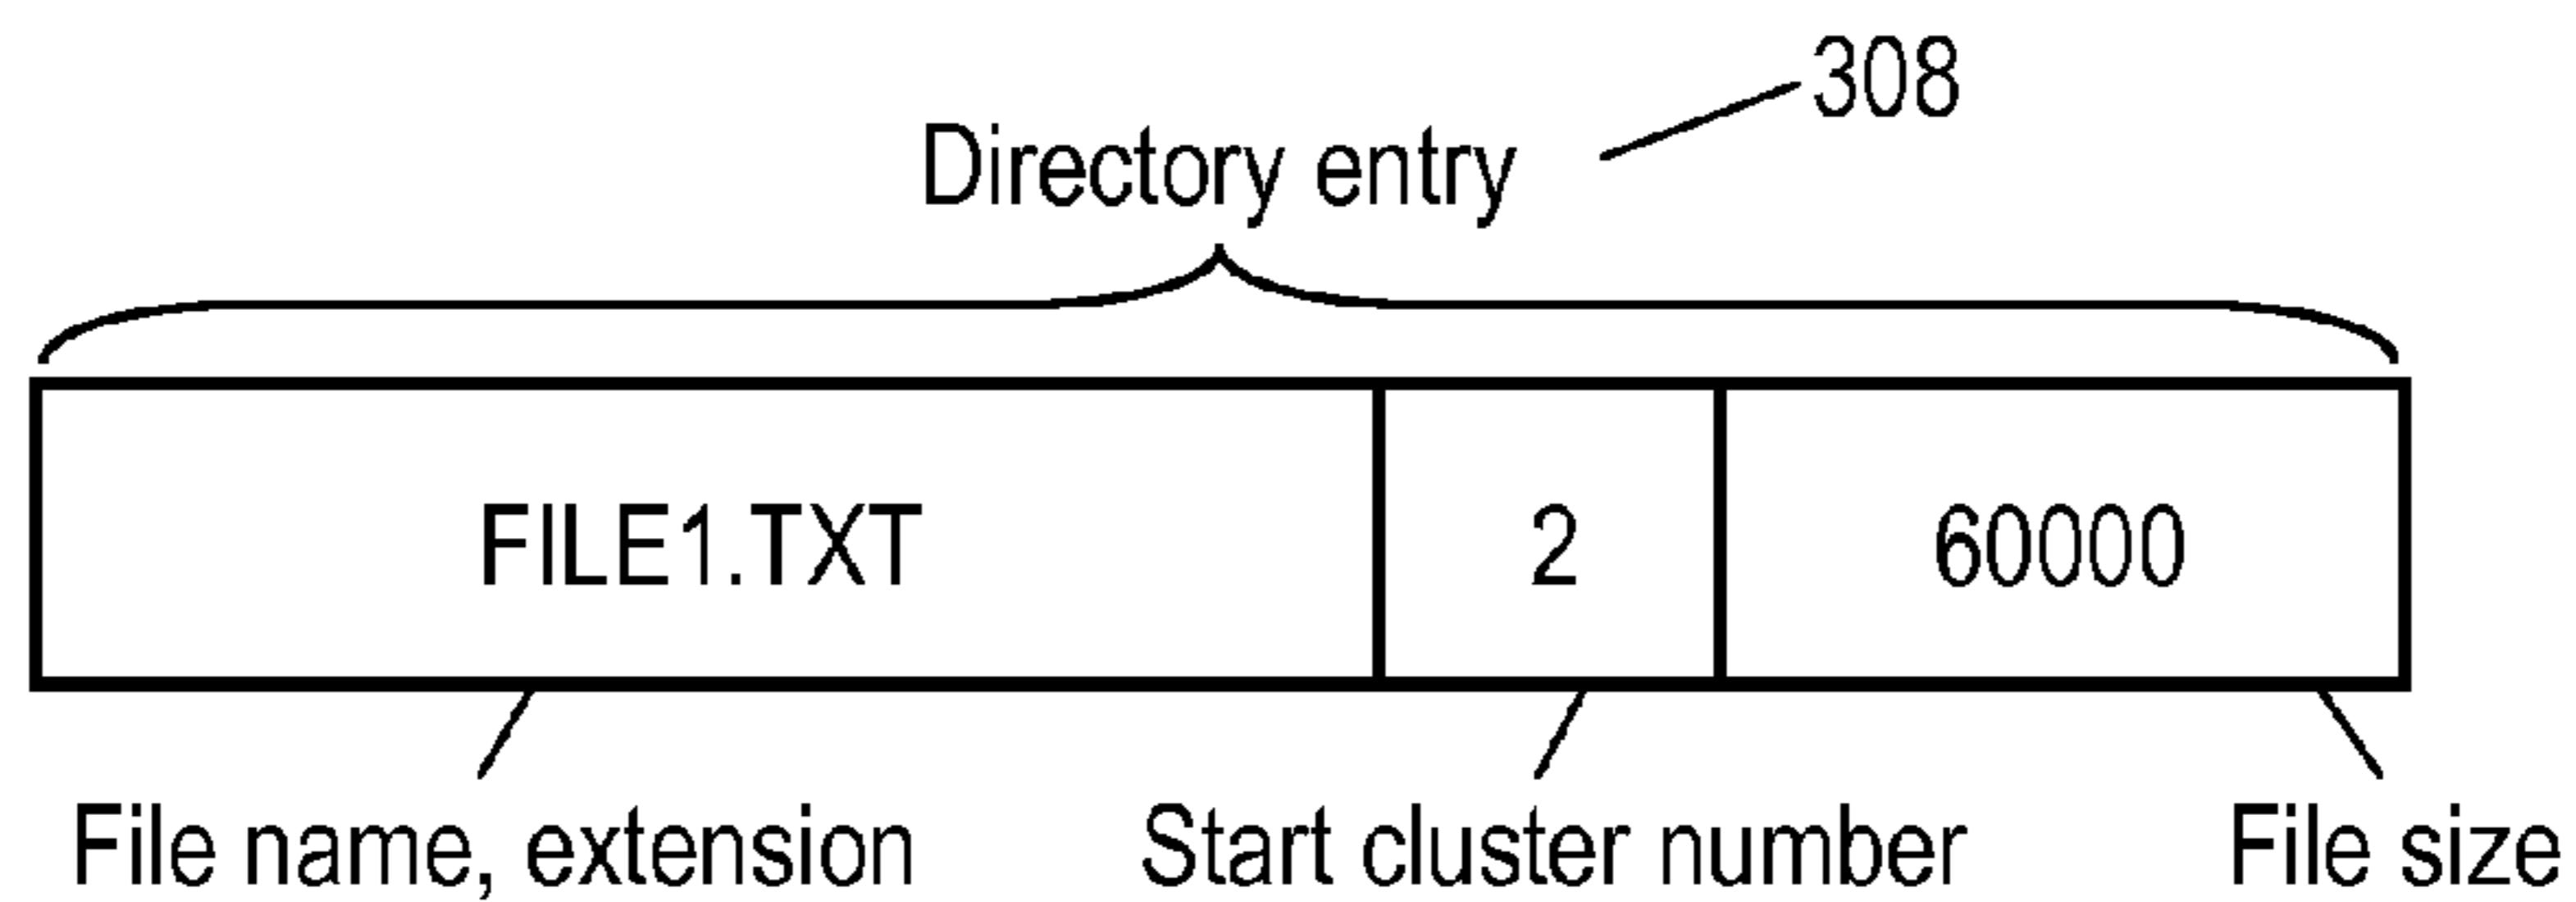 308
Directory entry
FILE1.TXT 2 60000
File name, extension Start cluster number File size